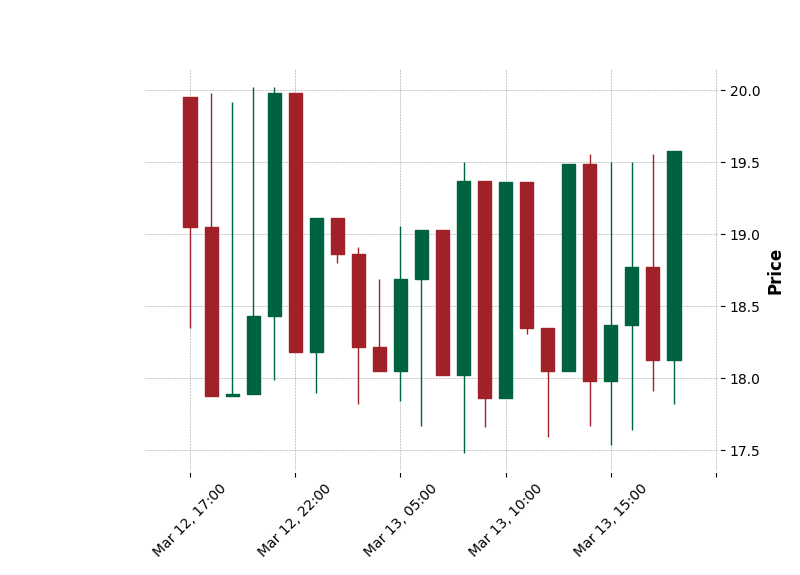 20.0
19.5
19.0
18.5
18.0
17.5
Price
Mar 12, 17:00
Mar 12, 22:00
Mar 13, 05:00
Mar 13, 10:00
Mar 13, 15:00